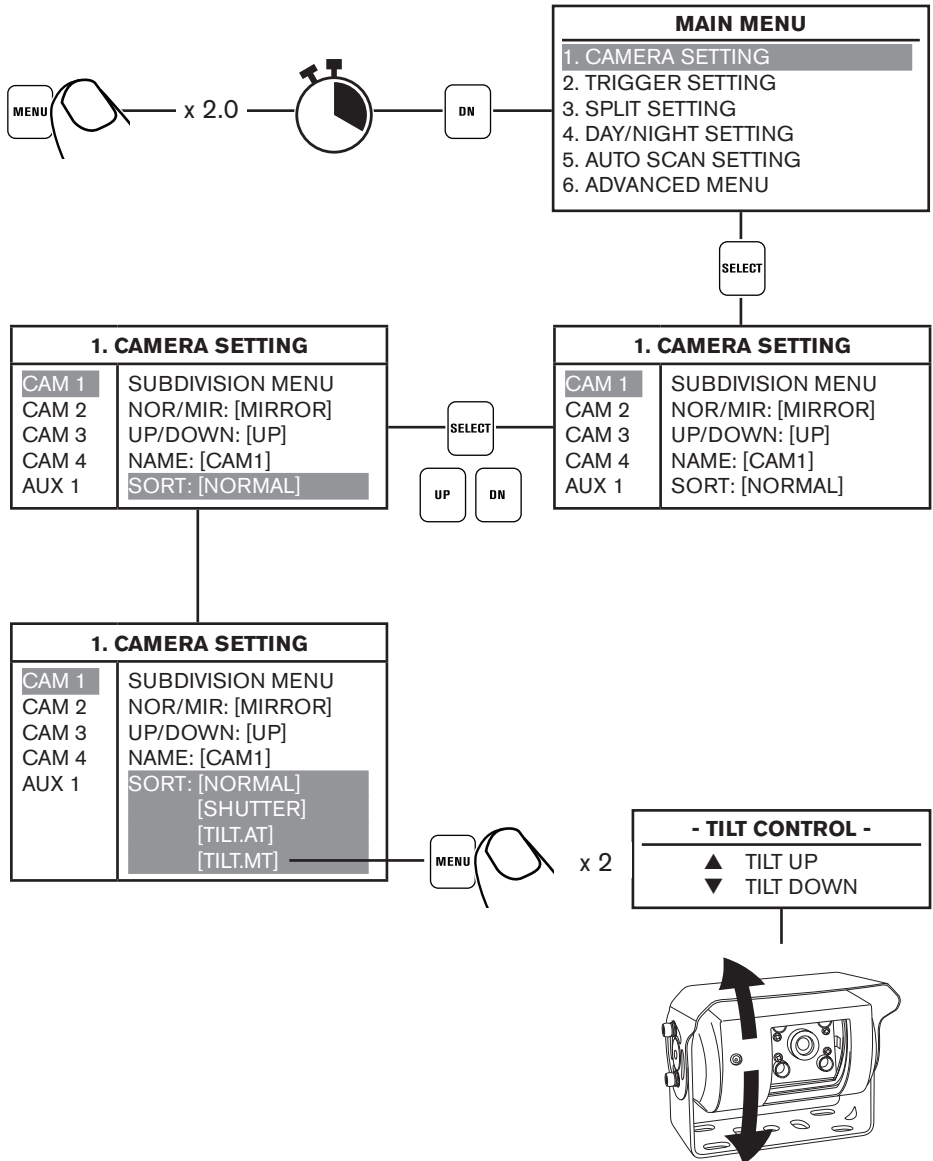 MENU
x 2.0
DN
MAIN MENU
1. CAMERA SETTING
2. TRIGGER SETTING
3. SPLIT SETTING
4. DAY/NIGHT SETTING
5. AUTO SCAN SETTING
6. ADVANCED MENU
SELECT
1. CAMERA SETTING
CAM 1 SUBDIVISION MENU
CAM 2 NOR/MIR: [MIRROR]
CAM 3 UP/DOWN: [UP]
CAM 4 NAME: [CAM1]
AUX 1 SORT: [NORMAL]
SELECT
UP DN
1. CAMERA SETTING
CAM 1 SUBDIVISION MENU
CAM 2 NOR/MIR: [MIRROR]
CAM 3 UP/DOWN: [UP]
CAM 4 NAME: [CAM1]
AUX 1 SORT: [NORMAL]
1. CAMERA SETTING
CAM 1 SUBDIVISION MENU
CAM 2 NOR/MIR: [MIRROR]
CAM 3 UP/DOWN: [UP]
CAM 4 NAME: [CAM1]
AUX 1 SORT: [NORMAL]
[SHUTTER]
[TILT.AT]
[TILT.MT]
MENU
x 2
- TILT CONTROL -
▲ TILT UP
▼ TILT DOWN